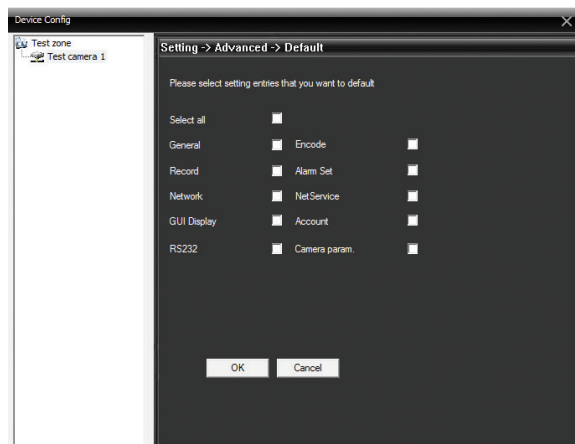 Device Config
Test zone
Test camera 1
Setting -> Advanced -> Default
Please select setting entries that you want to default
Select all
General Encode
Record Alarm Set
Network NetService
GUI Display Account
RS232 Camera param.
OK Cancel